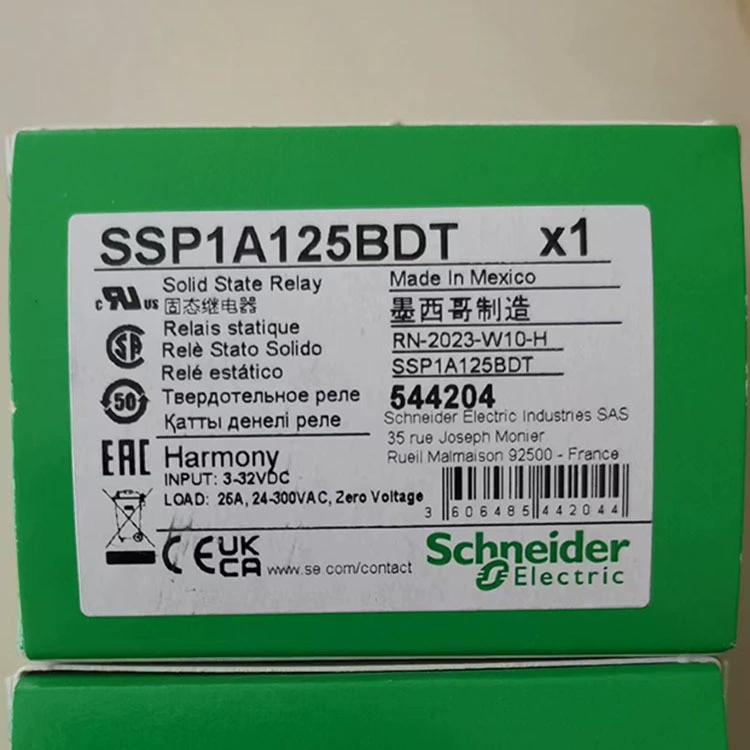 SSP1A125BDT x1
Solid State Relay
固态继电器
Relais statique
Relè Stato Solido
Relé estático
Твердотельное реле
Қатты денелі реле
Made In Mexico
墨西哥制造
RN-2023-W10-H
SSP1A125BDT
544204
Schneider Electric Industries SAS
35 rue Joseph Monier
Rueil Malmaison 92500 - France
c RU US
SP
50
EAC
Harmony
INPUT: 3-32VDC
LOAD: 25A, 24-300VAC, Zero Voltage
3 606485 442044
CE UK
CA
www.se.com/contact
Schneider
Electric